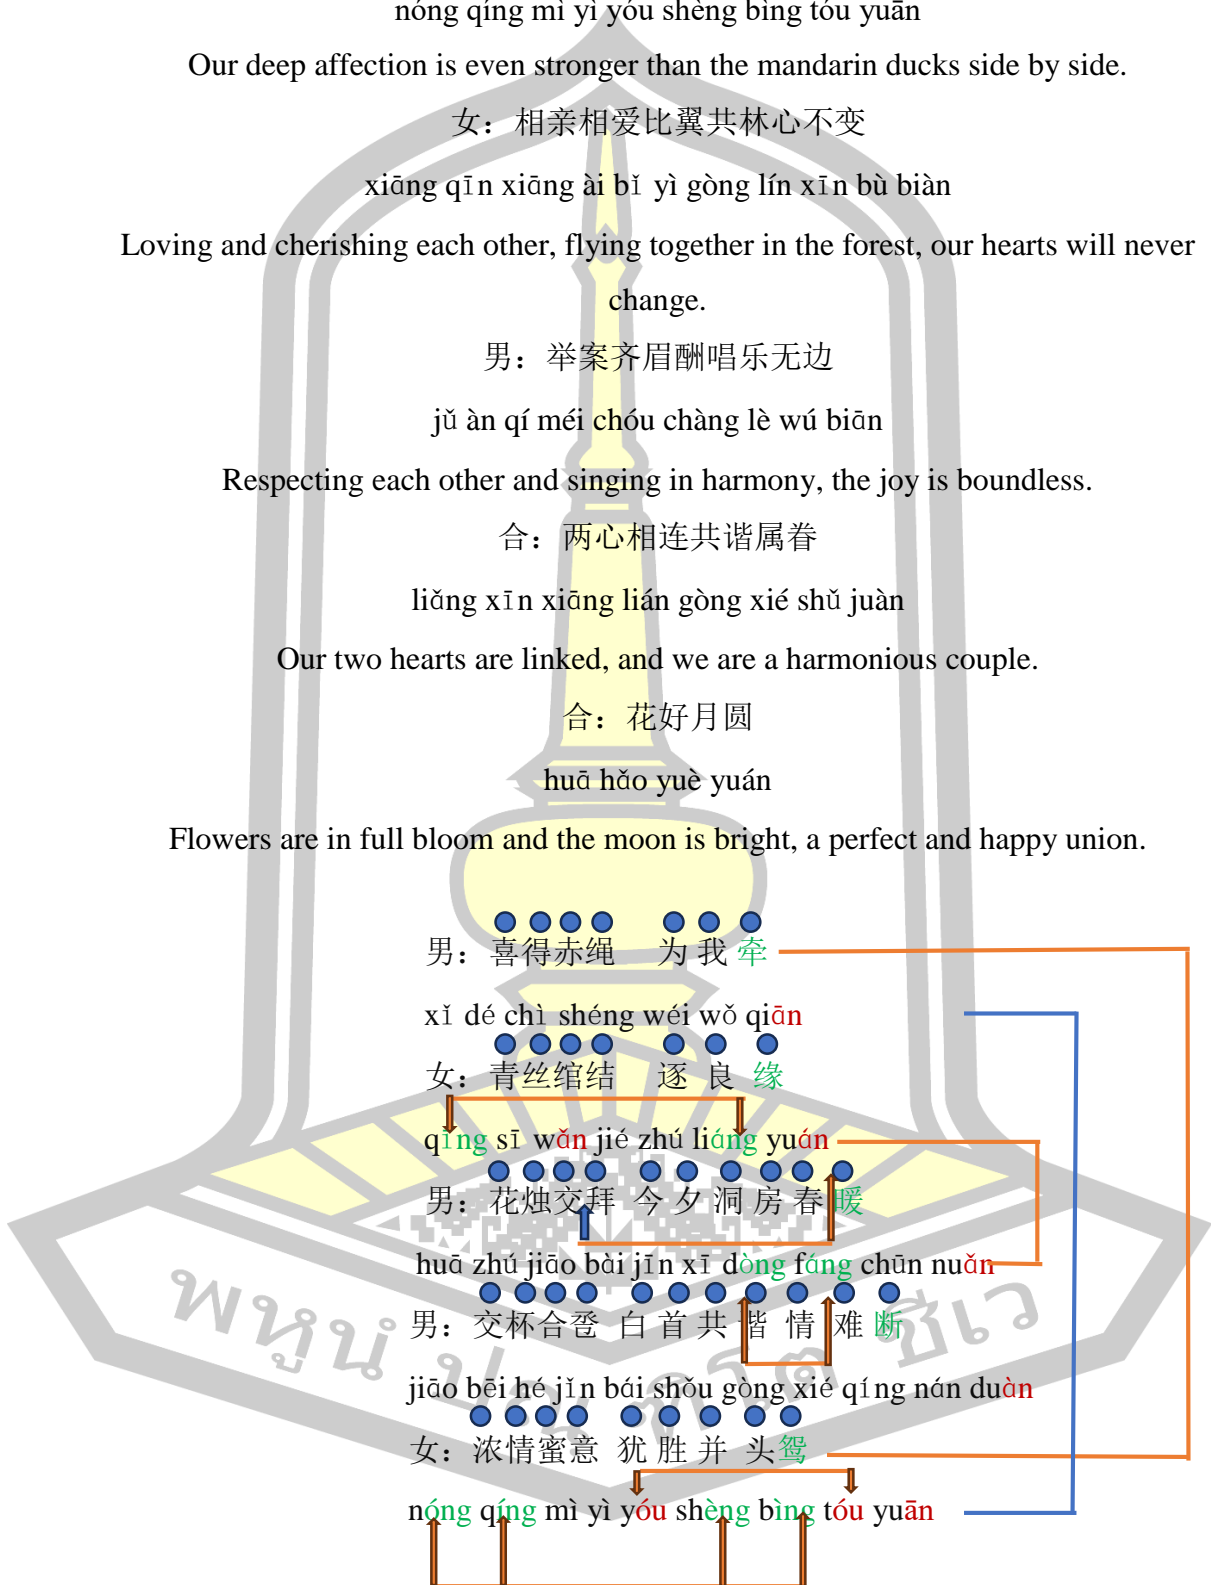 nóng qíng mì yì yóu shèng bìng tóu yuān
Our deep affection is even stronger than the mandarin ducks side by side.
女：相亲相爱比翼共林心不变
xiāng qīn xiāng ài bǐ yì gòng lín xīn bù biàn
Loving and cherishing each other, flying together in the forest, our hearts will never
change.
男：举案齐眉酬唱乐无边
jǔ àn qí méi chóu chàng lè wú biān
Respecting each other and singing in harmony, the joy is boundless.
合：两心相连共谐属眷
liǎng xīn xiāng lián gòng xié shǔ juàn
Our two hearts are linked, and we are a harmonious couple.
合：花好月圆
huā hǎo yuè yuán
Flowers are in full bloom and the moon is bright, a perfect and happy union.
男：喜得赤绳 为我牵
xǐ dé chì shéng wéi wǒ qiān
女：青丝绾结 逐良缘
qīng sī wǎn jié zhú liáng yuán
男：花烛交拜 今夕洞房春暖
huā zhú jiāo bài jīn xī dòng fáng chūn nuǎn
男：交杯合卺 白首共谐情难断
jiāo bēi hé jǐn bái shǒu gòng xié qíng nán duàn
女：浓情蜜意 犹胜并头鸳
nóng qíng mì yì yóu shèng bìng tóu yuān
พหูนํ ปณฺฑิโต ชีเว